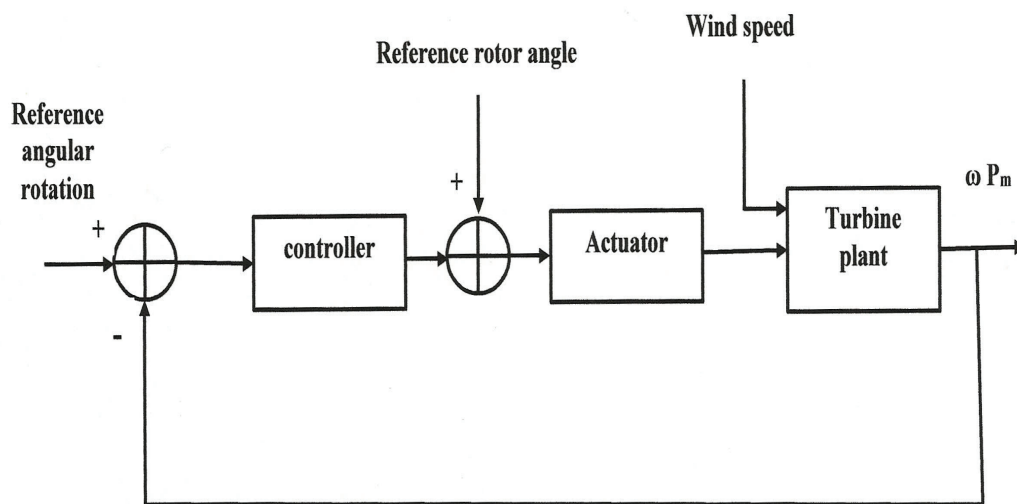 Wind speed
Reference rotor angle
Reference
angular
rotation
+
+
-
controller
Actuator
Turbine
plant
ω Pₘ